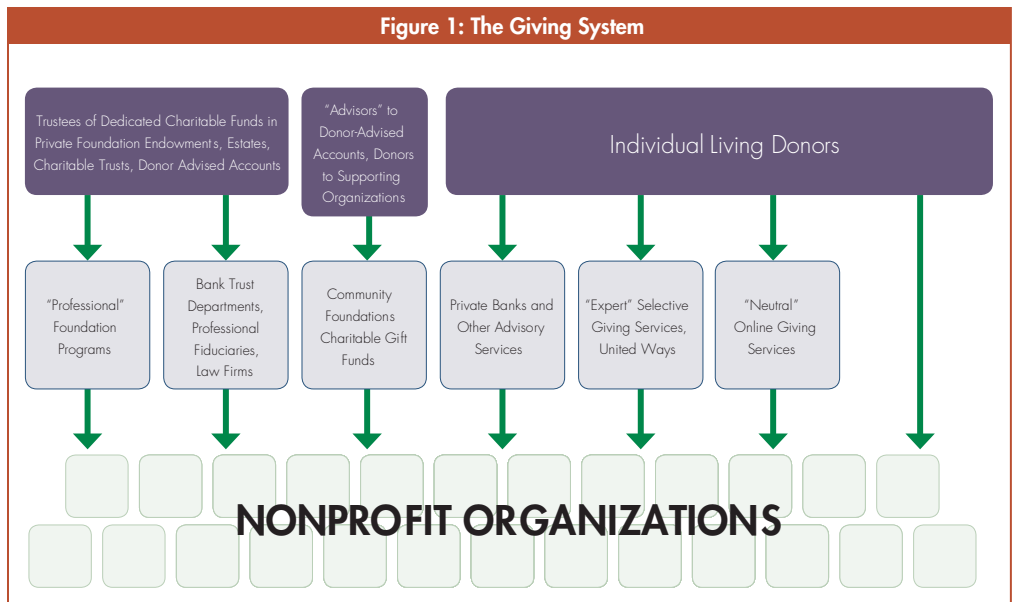 Figure 1: The Giving System
Trustees of Dedicated Charitable Funds in
Private Foundation Endowments, Estates,
Charitable Trusts, Donor Advised Accounts
“Advisors” to
Donor-Advised
Accounts, Donors
to Supporting
Organizations
Individual Living Donors
“Professional”
Foundation
Programs
Bank Trust
Departments,
Professional
Fiduciaries,
Law Firms
Community
Foundations
Charitable Gift
Funds
Private Banks and
Other Advisory
Services
“Expert” Selective
Giving Services,
United Ways
“Neutral”
Online Giving
Services
NONPROFIT ORGANIZATIONS